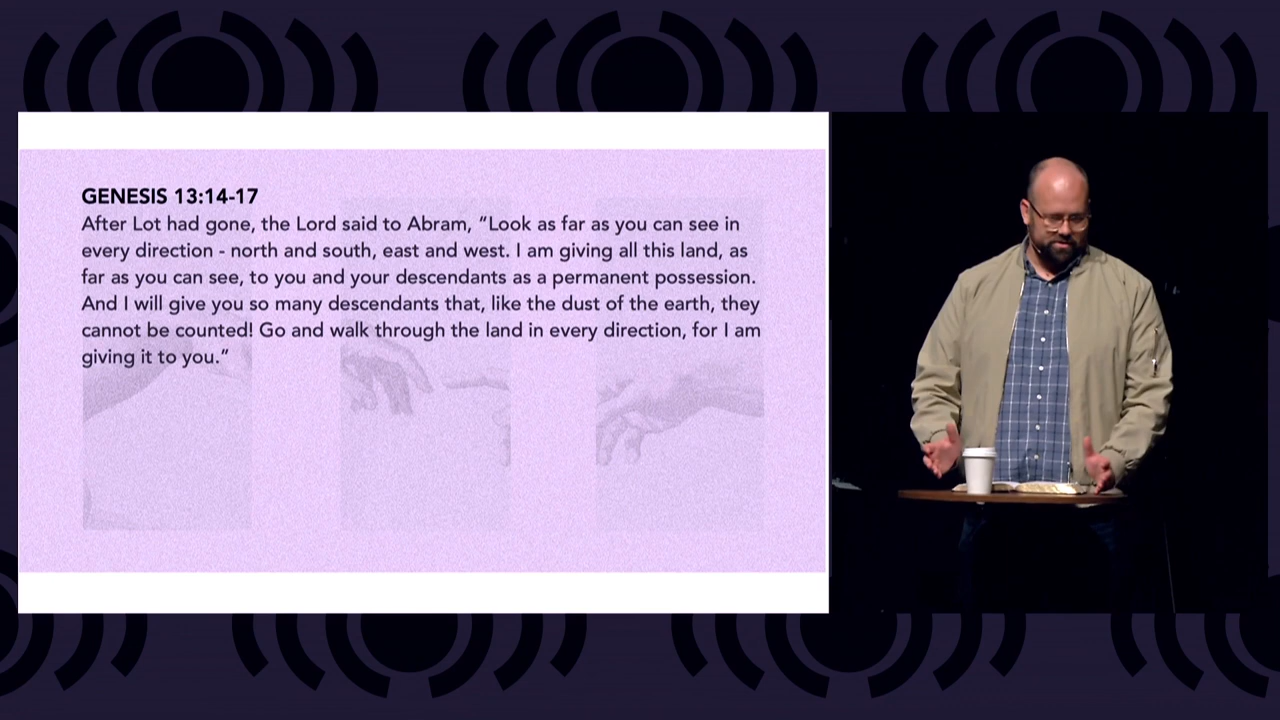 GENESIS 13:14-17
After Lot had gone, the Lord said to Abram, “Look as far as you can see in
every direction - north and south, east and west. I am giving all this land, as
far as you can see, to you and your descendants as a permanent possession.
And I will give you so many descendants that, like the dust of the earth, they
cannot be counted! Go and walk through the land in every direction, for I am
giving it to you.”